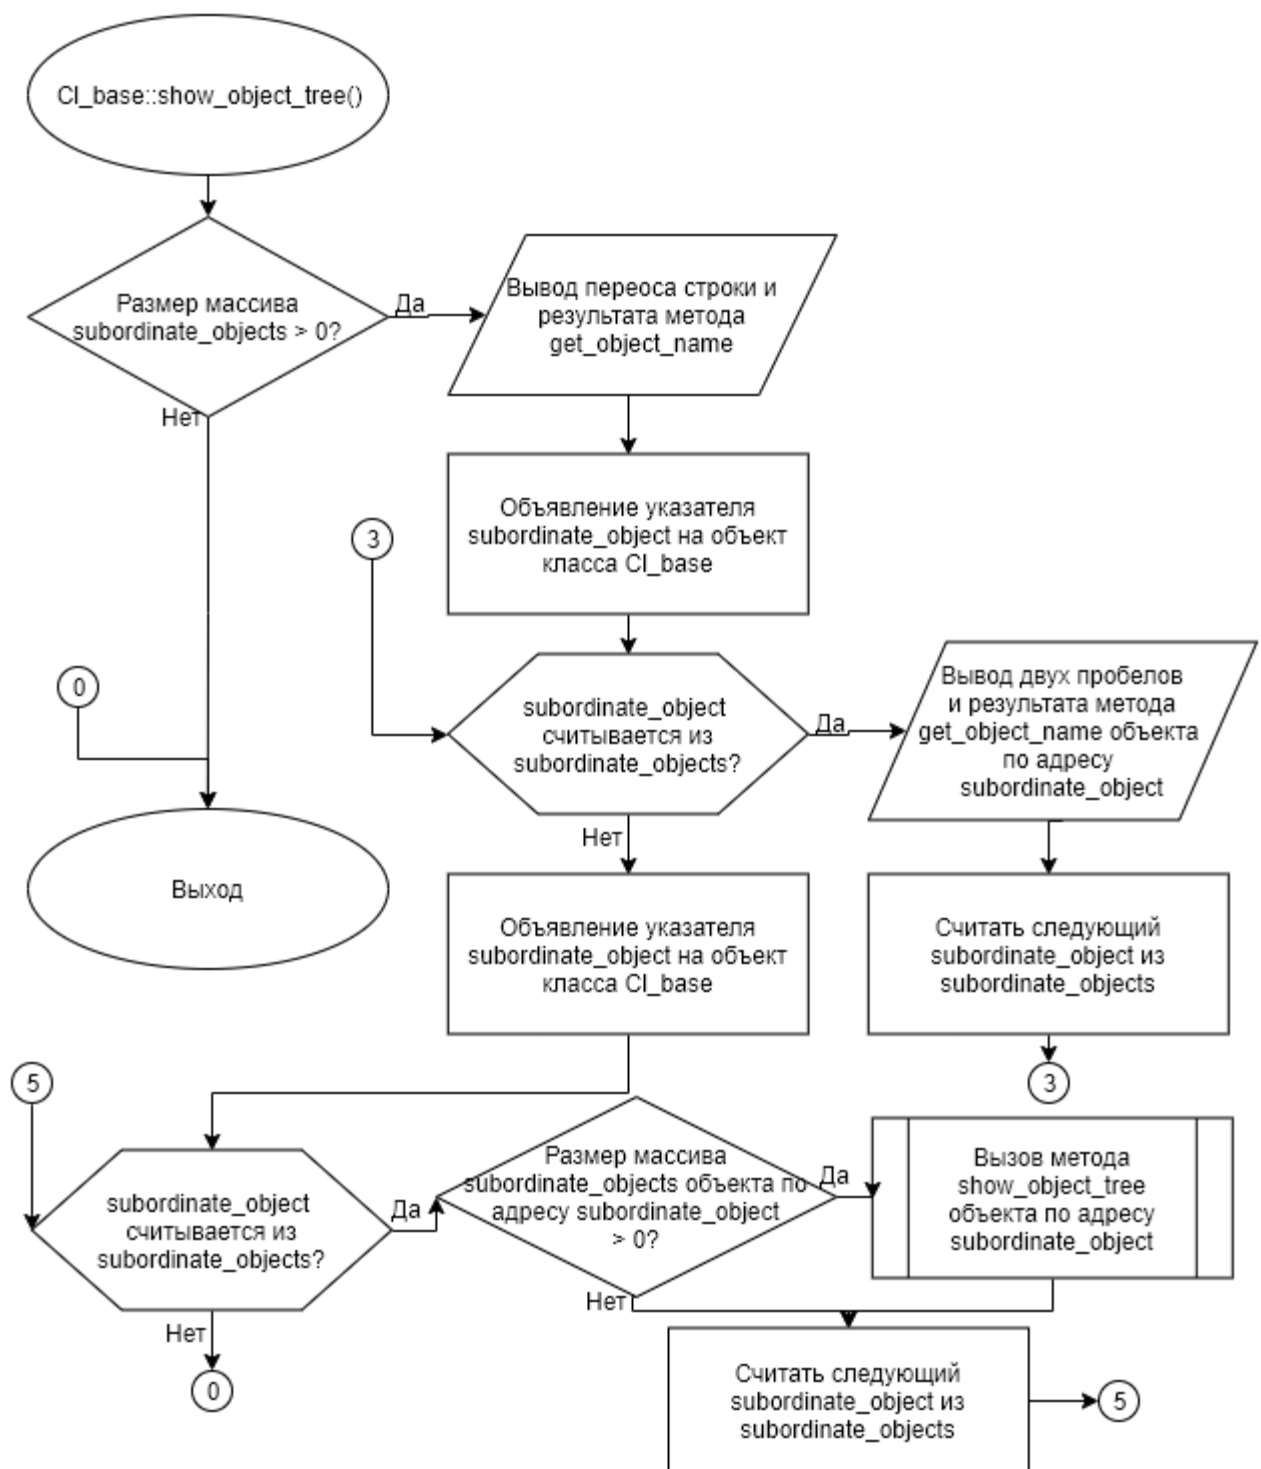 Cl_base::show_object_tree()
Размер массива
subordinate_objects > 0?
Да
Вывод переоса строки и
результата метода
get_object_name
Нет
Объявление указателя
subordinate_object на объект
класса Cl_base
3
0
subordinate_object
считывается из
subordinate_objects?
Да
Вывод двух пробелов
и результата метода
get_object_name объекта
по адресу
subordinate_object
Нет
Выход
Объявление указателя
subordinate_object на объект
класса Cl_base
Считать следующий
subordinate_object из
subordinate_objects
3
5
subordinate_object
считывается из
subordinate_objects?
Да
Размер массива
subordinate_objects объекта по
адресу subordinate_object
> 0?
Да
Вызов метода
show_object_tree
объекта по адресу
subordinate_object
Нет
Нет
0
Считать следующий
subordinate_object из
subordinate_objects
5